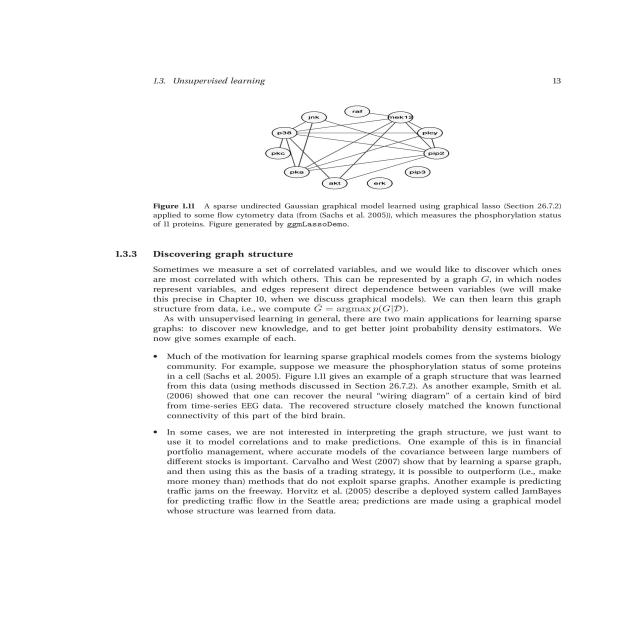 1.3. Unsupervised learning 13
raf
jnk mek12
p38 plcy
pkc pip2
pka pip3
akt erk
Figure 1.11 A sparse undirected Gaussian graphical model learned using graphical lasso (Section 26.7.2)
applied to some flow cytometry data (from (Sachs et al. 2005)), which measures the phosphorylation status
of 11 proteins. Figure generated by ggmLassoDemo.
1.3.3 Discovering graph structure
Sometimes we measure a set of correlated variables, and we would like to discover which ones
are most correlated with which others. This can be represented by a graph G, in which nodes
represent variables, and edges represent direct dependence between variables (we will make
this precise in Chapter 10, when we discuss graphical models). We can then learn this graph
structure from data, i.e., we compute Ĝ = argmax p(G|D).
As with unsupervised learning in general, there are two main applications for learning sparse
graphs: to discover new knowledge, and to get better joint probability density estimators. We
now give some example of each.
• Much of the motivation for learning sparse graphical models comes from the systems biology
community. For example, suppose we measure the phosphorylation status of some proteins
in a cell (Sachs et al. 2005). Figure 1.11 gives an example of a graph structure that was learned
from this data (using methods discussed in Section 26.7.2). As another example, Smith et al.
(2006) showed that one can recover the neural “wiring diagram” of a certain kind of bird
from time-series EEG data. The recovered structure closely matched the known functional
connectivity of this part of the bird brain.
• In some cases, we are not interested in interpreting the graph structure, we just want to
use it to model correlations and to make predictions. One example of this is in financial
portfolio management, where accurate models of the covariance between large numbers of
different stocks is important. Carvalho and West (2007) show that by learning a sparse graph,
and then using this as the basis of a trading strategy, it is possible to outperform (i.e., make
more money than) methods that do not exploit sparse graphs. Another example is predicting
traffic jams on the freeway. Horvitz et al. (2005) describe a deployed system called JamBayes
for predicting traffic flow in the Seattle area; predictions are made using a graphical model
whose structure was learned from data.